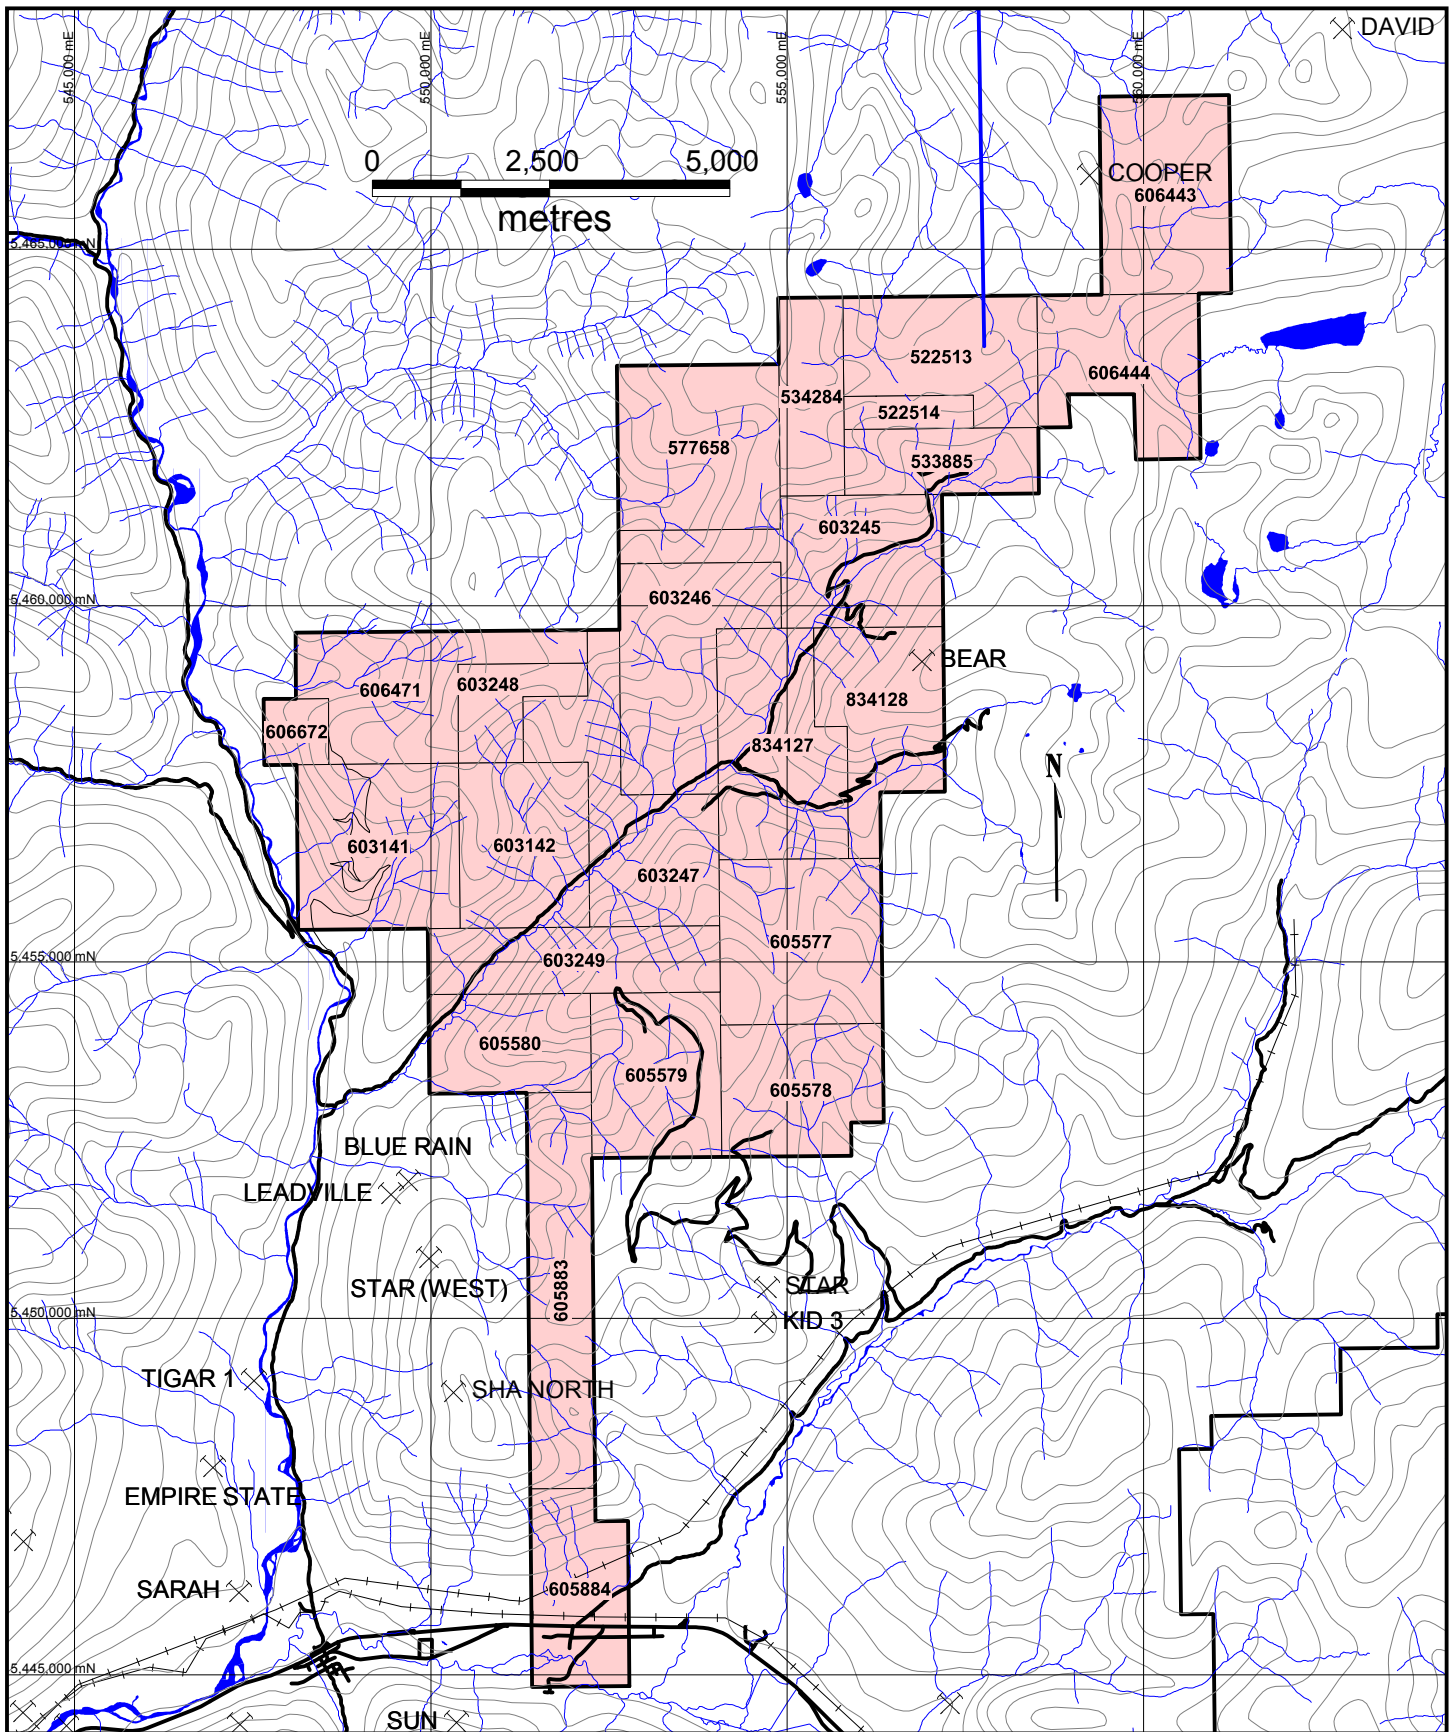 DAVID
545,000 mE
550,000 mE
555,000 mE
560,000 mE
0 2,500 5,000
metres
COOPER
606443
5,465,000 mN
522513
606444
534284
522514
577658
533885
603245
5,460,000 mN
603246
BEAR
606471
603248
834128
606672
834127
N
603141
603142
603247
605577
5,455,000 mN
603249
605580
605579
605578
BLUE RAIN
LEADVILLE
STAR (WEST)
605883
STAR
5,450,000 mN
KID 3
TIGAR 1
SHA NORTH
EMPIRE STATE
SARAH
605884
5,445,000 mN
SUN